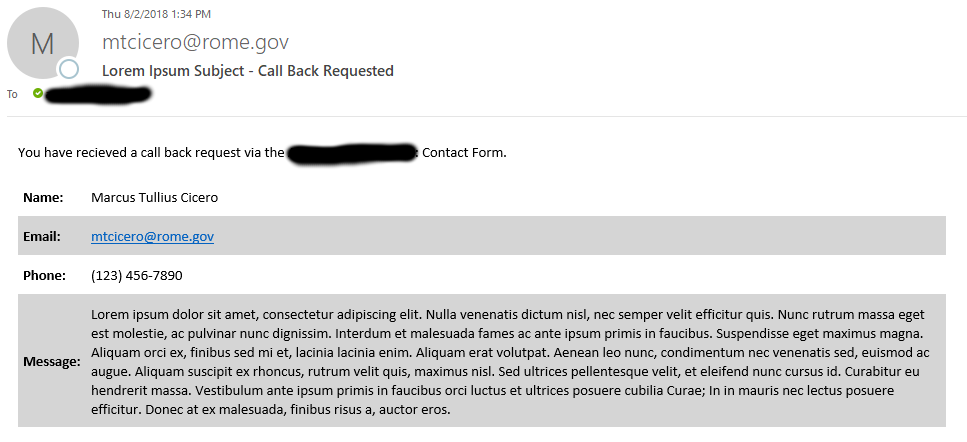 Thu 8/2/2018 1:34 PM
M
mtcicero@rome.gov
Lorem Ipsum Subject - Call Back Requested
To
You have recieved a call back request via the Contact Form.
Name: Marcus Tullius Cicero
Email: mtcicero@rome.gov
Phone: (123) 456-7890
Lorem ipsum dolor sit amet, consectetur adipiscing elit. Nulla venenatis dictum nisl, nec semper velit efficitur quis. Nunc rutrum massa eget
est molestie, ac pulvinar nunc dignissim. Interdum et malesuada fames ac ante ipsum primis in faucibus. Suspendisse eget maximus magna.
Aliquam orci ex, finibus sed mi et, lacinia lacinia enim. Aliquam erat volutpat. Aenean leo nunc, condimentum nec venenatis sed, euismod ac
Message: augue. Aliquam suscipit ex rhoncus, rutrum velit quis, maximus nisl. Sed ultrices pellentesque velit, et eleifend nunc cursus id. Curabitur eu
hendrerit massa. Vestibulum ante ipsum primis in faucibus orci luctus et ultrices posuere cubilia Curae; In in mauris nec lectus posuere
efficitur. Donec at ex malesuada, finibus risus a, auctor eros.